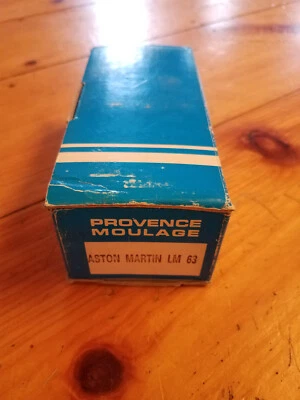 PROVENCE
MOULAGE
ASTON MARTIN LM 63